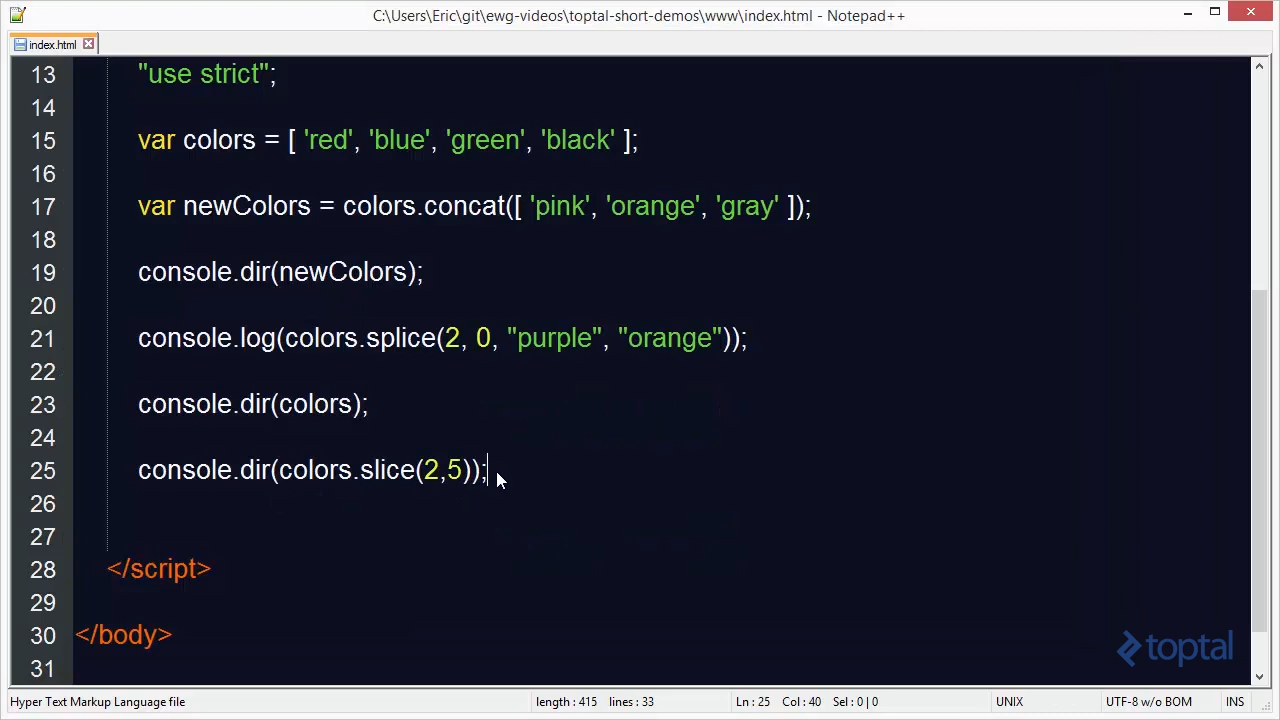 C:\Users\Eric\git\ewg-videos\toptal-short-demos\www\index.html - Notepad++
index.html
13 "use strict";
14
15 var colors = [ 'red', 'blue', 'green', 'black' ];
16
17 var newColors = colors.concat([ 'pink', 'orange', 'gray' ]);
18
19 console.dir(newColors);
20
21 console.log(colors.splice(2, 0, "purple", "orange"));
22
23 console.dir(colors);
24
25 console.dir(colors.slice(2,5));
26
27
28 </script>
29
30 </body>
31
toptal
Hyper Text Markup Language file length : 415 lines : 33 Ln : 25 Col : 40 Sel : 0 | 0 UNIX UTF-8 w/o BOM INS